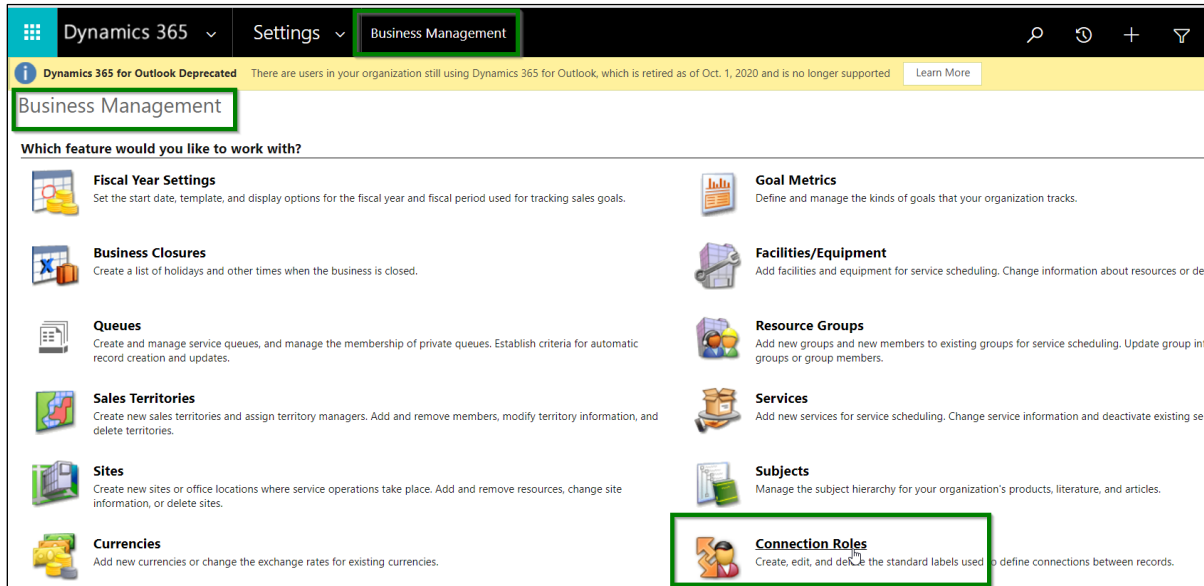 Dynamics 365
Settings
Business Management
Dynamics 365 for Outlook Deprecated There are users in your organization still using Dynamics 365 for Outlook, which is retired as of Oct. 1, 2020 and is no longer supported Learn More
Business Management
Which feature would you like to work with?
Fiscal Year Settings
Set the start date, template, and display options for the fiscal year and fiscal period used for tracking sales goals.
Goal Metrics
Define and manage the kinds of goals that your organization tracks.
Business Closures
Create a list of holidays and other times when the business is closed.
Facilities/Equipment
Add facilities and equipment for service scheduling. Change information about resources or de
Queues
Create and manage service queues, and manage the membership of private queues. Establish criteria for automatic
record creation and updates.
Resource Groups
Add new groups and new members to existing groups for service scheduling. Update group in
groups or group members.
Sales Territories
Create new sales territories and assign territory managers. Add and remove members, modify territory information, and
delete territories.
Services
Add new services for service scheduling. Change service information and deactivate existing se
Sites
Create new sites or office locations where service operations take place. Add and remove resources, change site
information, or delete sites.
Subjects
Manage the subject hierarchy for your organization's products, literature, and articles.
Currencies
Add new currencies or change the exchange rates for existing currencies.
Connection Roles
Create, edit, and delete the standard labels used to define connections between records.